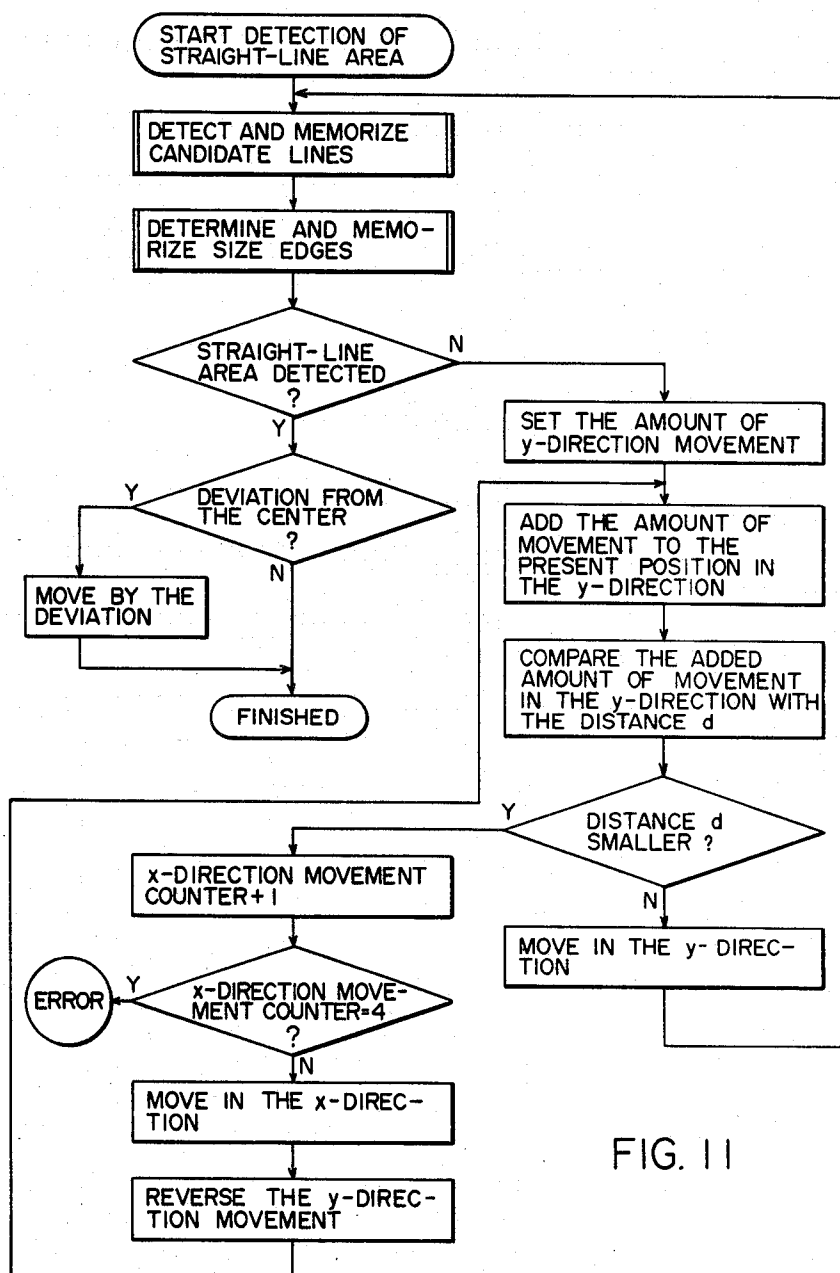 START DETECTION OF
STRAIGHT-LINE AREA
DETECT AND MEMORIZE
CANDIDATE LINES
DETERMINE AND MEMO-
RIZE SIZE EDGES
STRAIGHT-LINE
AREA DETECTED
?
N
Y
DEVIATION FROM
THE CENTER
?
Y
N
MOVE BY THE
DEVIATION
FINISHED
SET THE AMOUNT OF
y-DIRECTION MOVEMENT
ADD THE AMOUNT OF
MOVEMENT TO THE
PRESENT POSITION IN
THE y-DIRECTION
COMPARE THE ADDED
AMOUNT OF MOVEMENT
IN THE y-DIRECTION WITH
THE DISTANCE d
DISTANCE d
SMALLER ?
Y
N
MOVE IN THE y-DIREC-
TION
x-DIRECTION MOVEMENT
COUNTER+1
x-DIRECTION MOVE-
MENT COUNTER=4
?
Y
N
ERROR
MOVE IN THE x-DIREC-
TION
REVERSE THE y-DIREC-
TION MOVEMENT
FIG. 11